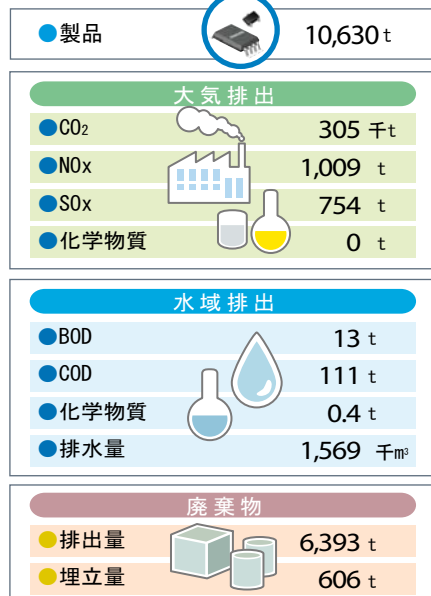 ●製品 10,630 t
大気排出
●CO₂ 305 千t
●NOx 1,009 t
●SOx 754 t
●化学物質 0 t
水域排出
●BOD 13 t
●COD 111 t
●化学物質 0.4 t
●排水量 1,569 千m³
廃棄物
●排出量 6,393 t
●埋立量 606 t